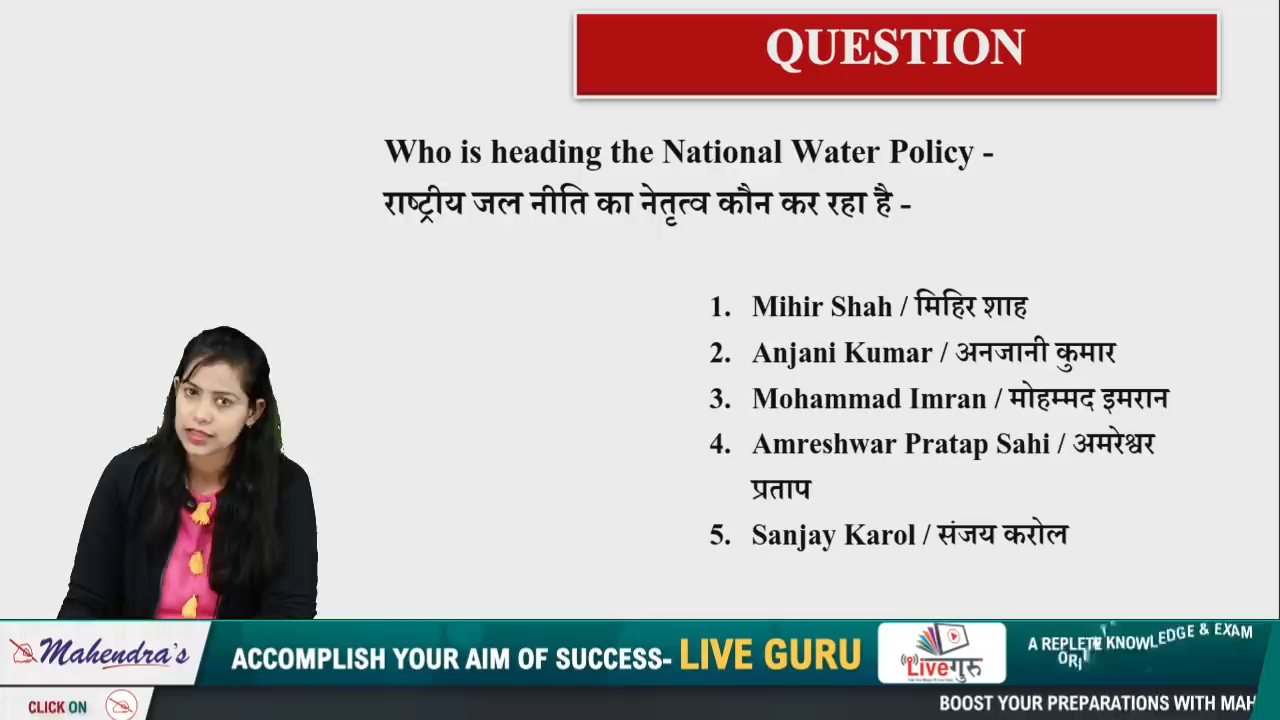 QUESTION
Who is heading the National Water Policy -
राष्ट्रीय जल नीति का नेतृत्व कौन कर रहा है -
1. Mihir Shah / मिहिर शाह
2. Anjani Kumar / अनजानी कुमार
3. Mohammad Imran / मोहम्मद इमरान
4. Amreshwar Pratap Sahi / अमरेश्वर
प्रताप
5. Sanjay Karol / संजय करोल
Mahendra's
ACCOMPLISH YOUR AIM OF SUCCESS- LIVE GURU
Liveगुरु
A REPLETE KNOWLEDGE & EXAM
CLICK ON
BOOST YOUR PREPARATIONS WITH MAH